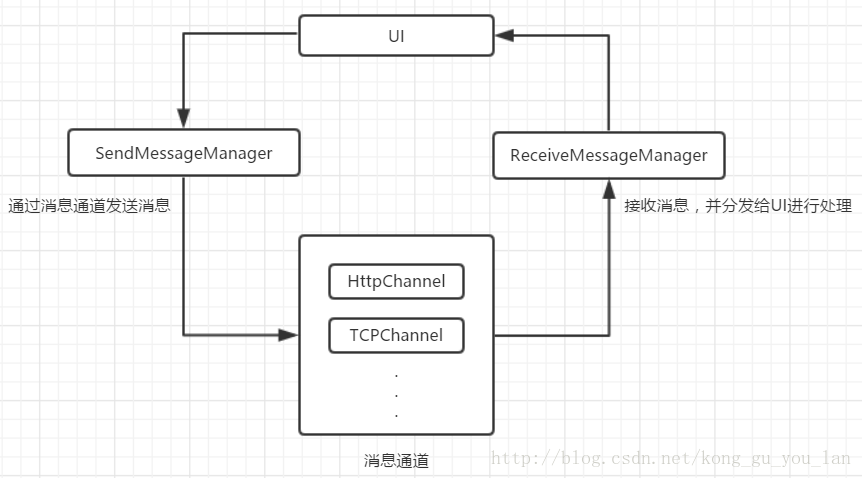 UI
SendMessageManager
ReceiveMessageManager
通过消息通道发送消息
接收消息，并分发给UI进行处理
HttpChannel
TCPChannel
.
.
.
消息通道
http://blog.csdn.net/kong_gu_you_lan